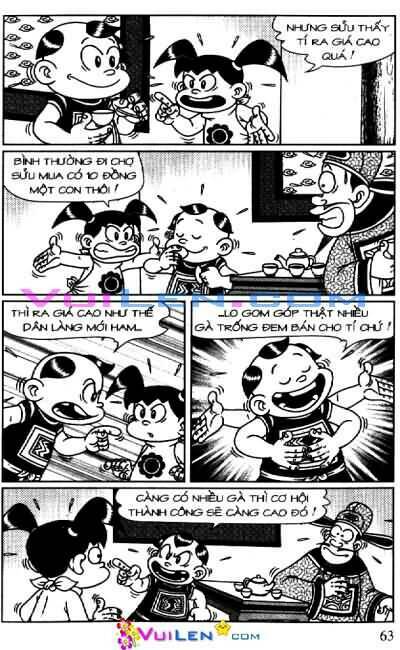 NHƯNG SỬU THẤY
TÍ RA GIÁ CAO
QUÁ!
BÌNH THƯỜNG ĐI CHỢ
SỬU MUA CÓ 10 ĐỒNG
MỘT CON THÔI!
VUILEN.COM
THÌ RA GIÁ CAO NHƯ THẾ
DÂN LÀNG MỚI HAM...
...LO GOM GÓP THẬT NHIỀU
GÀ TRỐNG ĐEM BÁN CHO TÍ CHỨ!
CÀNG CÓ NHIỀU GÀ THÌ CƠ HỘI
THÀNH CÔNG SẼ CÀNG CAO ĐÓ!
63
VUILEN.COM